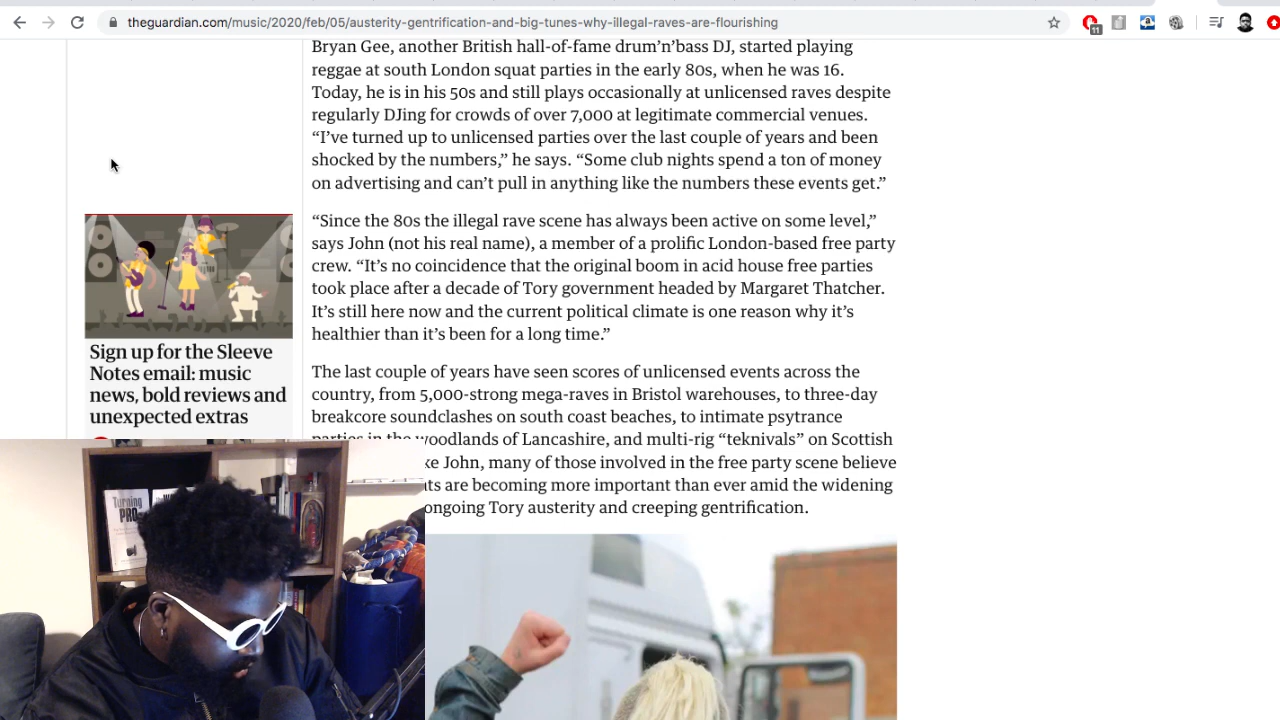 theguardian.com/music/2020/feb/05/austerity-gentrification-and-big-tunes-why-illegal-raves-are-flourishing
11
Bryan Gee, another British hall-of-fame drum’n’bass DJ, started playing
reggae at south London squat parties in the early 80s, when he was 16.
Today, he is in his 50s and still plays occasionally at unlicensed raves despite
regularly DJing for crowds of over 7,000 at legitimate commercial venues.
“I’ve turned up to unlicensed parties over the last couple of years and been
shocked by the numbers,” he says. “Some club nights spend a ton of money
on advertising and can’t pull in anything like the numbers these events get.”
“Since the 80s the illegal rave scene has always been active on some level,”
says John (not his real name), a member of a prolific London-based free party
crew. “It’s no coincidence that the original boom in acid house free parties
took place after a decade of Tory government headed by Margaret Thatcher.
It’s still here now and the current political climate is one reason why it’s
healthier than it’s been for a long time.”
The last couple of years have seen scores of unlicensed events across the
country, from 5,000-strong mega-raves in Bristol warehouses, to three-day
breakcore soundclashes on south coast beaches, to intimate psytrance
parties in the woodlands of Lancashire, and multi-rig “teknivals” on Scottish
ke John, many of those involved in the free party scene believe
ts are becoming more important than ever amid the widening
ongoing Tory austerity and creeping gentrification.
Sign up for the Sleeve
Notes email: music
news, bold reviews and
unexpected extras
Turning
PRO